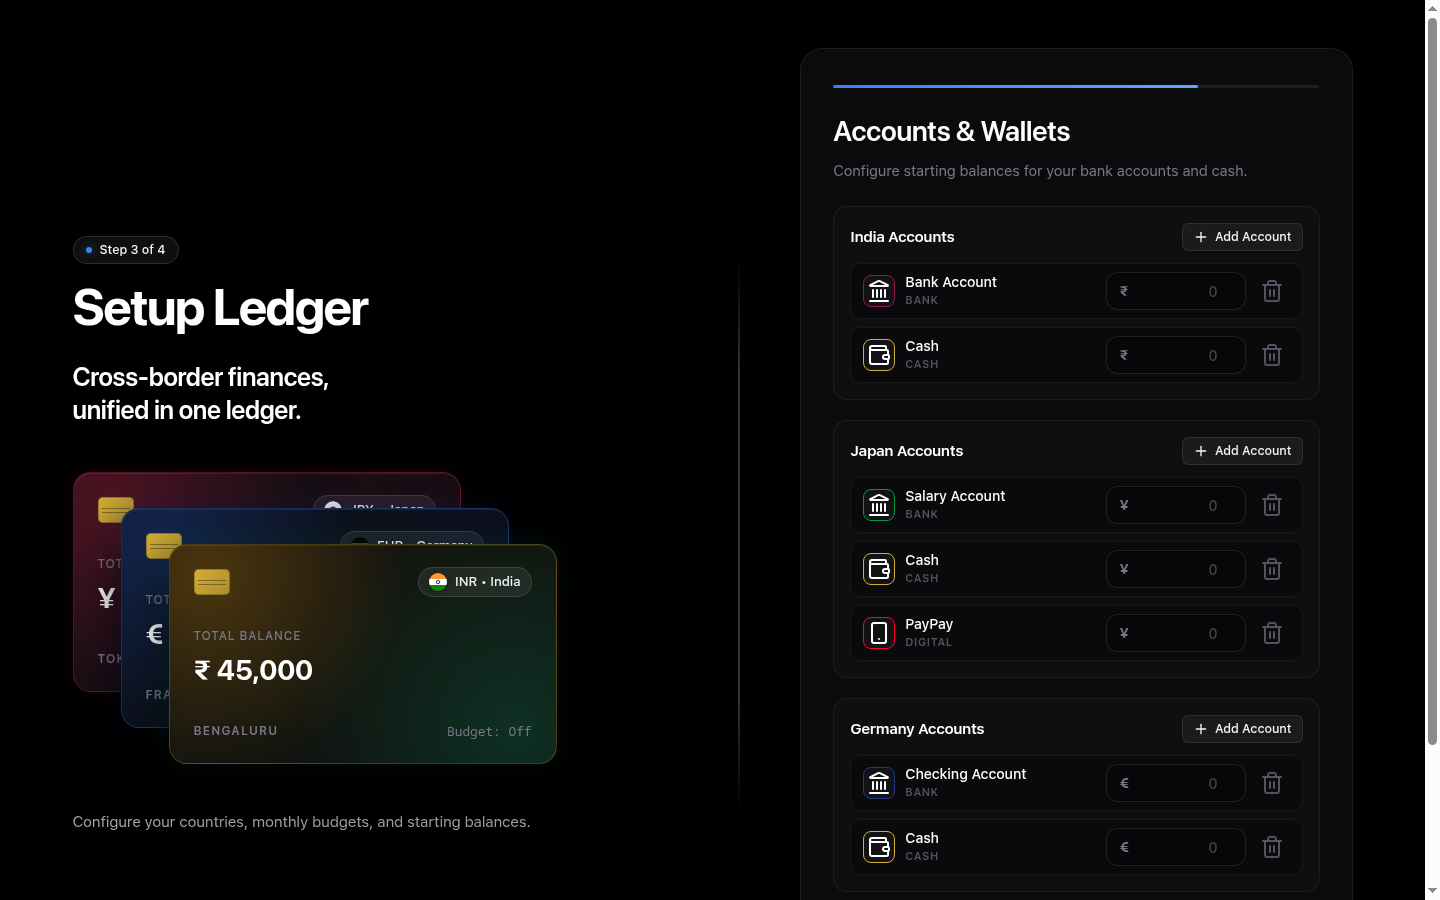 Step 3 of 4
Setup Ledger
Cross-border finances,
unified in one ledger.
TOT
¥
TOK
TOT
€
FRA
INR • India
TOTAL BALANCE
₹ 45,000
BENGALURU
Budget: Off
Configure your countries, monthly budgets, and starting balances.
Accounts & Wallets
Configure starting balances for your bank accounts and cash.
India Accounts
+ Add Account
Bank Account
BANK
₹ 0
Cash
CASH
₹ 0
Japan Accounts
+ Add Account
Salary Account
BANK
¥ 0
Cash
CASH
¥ 0
PayPay
DIGITAL
¥ 0
Germany Accounts
+ Add Account
Checking Account
BANK
€ 0
Cash
CASH
€ 0